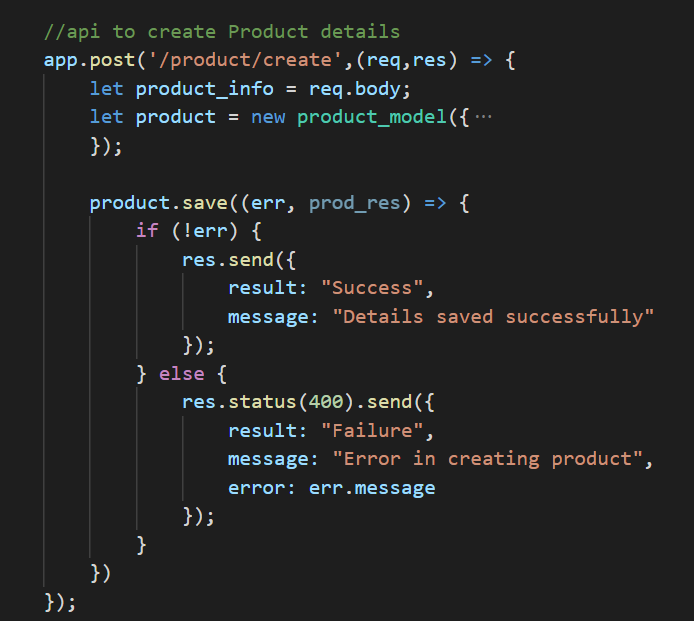 //api to create Product details
app.post('/product/create',(req,res) => {
    let product_info = req.body;
    let product = new product_model({···
    });
    product.save((err, prod_res) => {
        if (!err) {
            res.send({
                result: "Success",
                message: "Details saved successfully"
            });
        } else {
            res.status(400).send({
                result: "Failure",
                message: "Error in creating product",
                error: err.message
            });
        }
    })
});